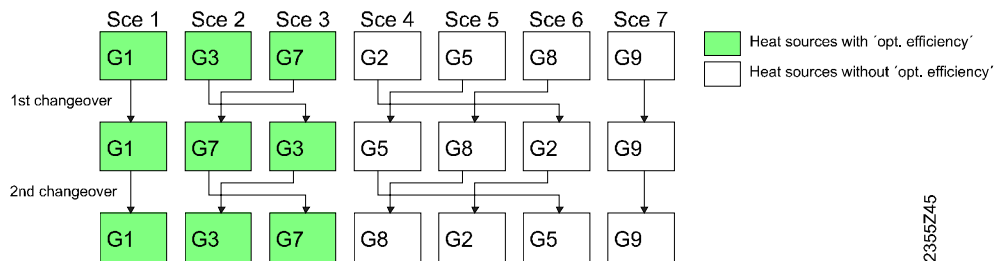 Sce 1 Sce 2 Sce 3 Sce 4 Sce 5 Sce 6 Sce 7
G1 G3 G7 G2 G5 G8 G9
Heat sources with ´opt. efficiency´
Heat sources without ´opt. efficiency´
1st changeover
G1 G7 G3 G5 G8 G2 G9
2nd changeover
G1 G3 G7 G8 G2 G5 G9
2355Z45